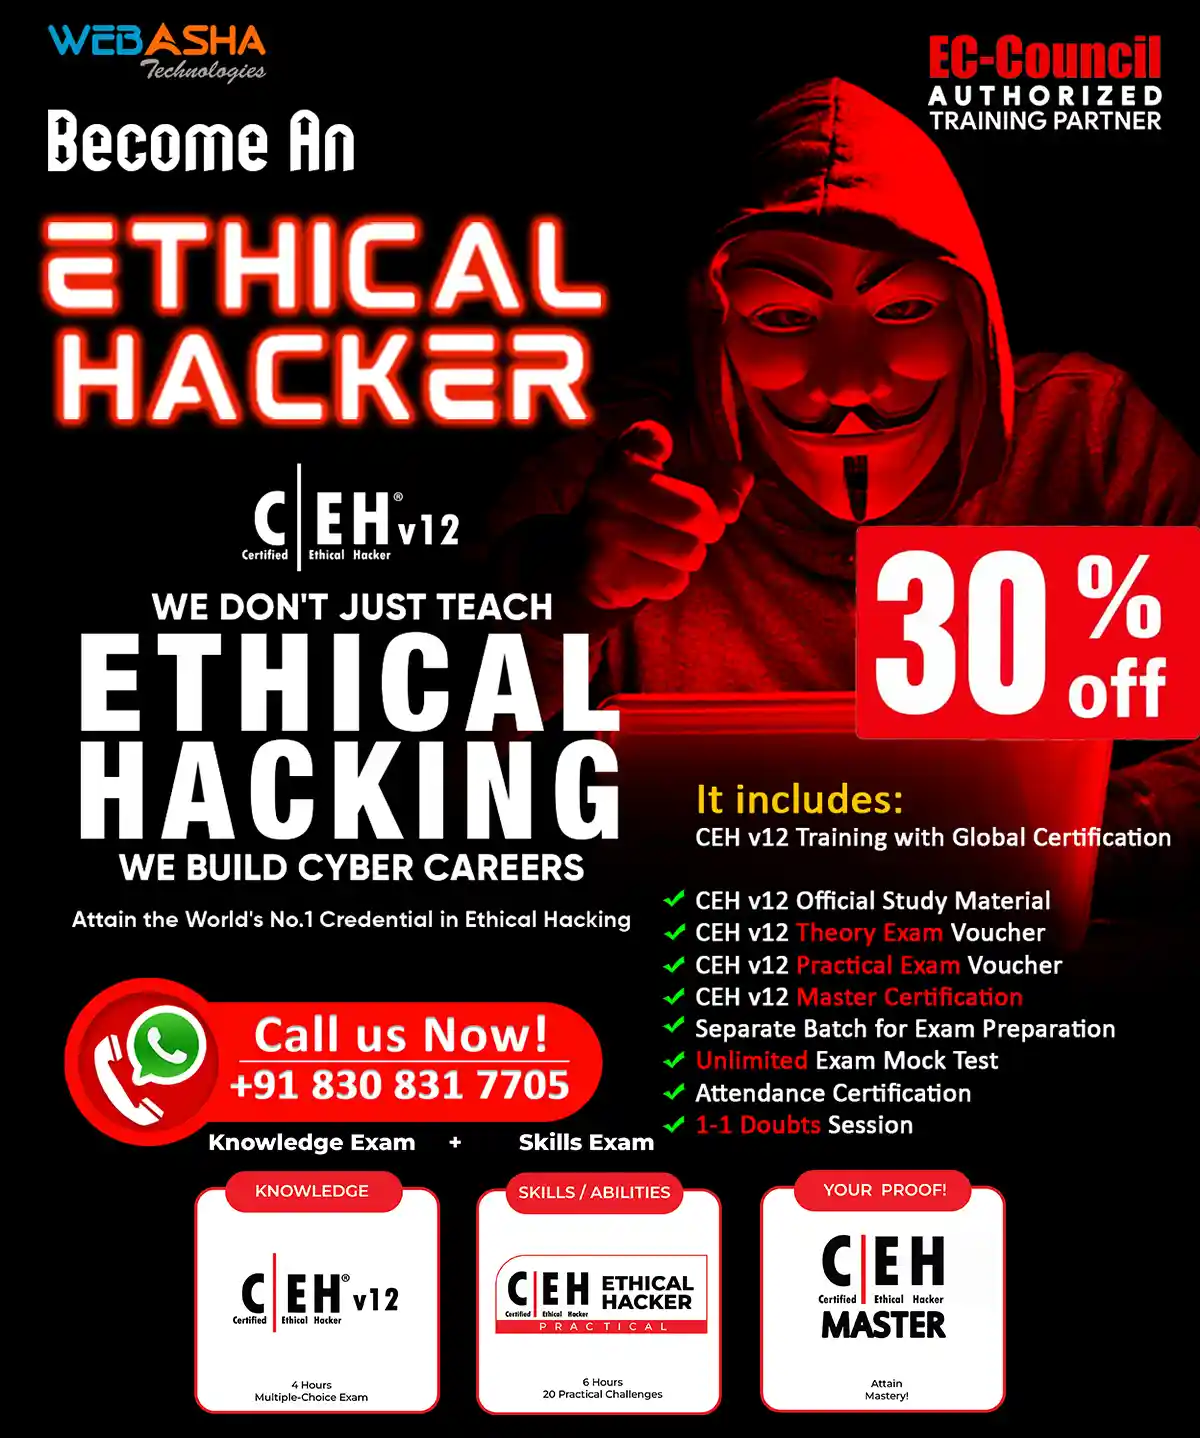 WEBASHA
Technologies
EC-Council
AUTHORIZED
TRAINING PARTNER
Become An
ETHICAL
HACKER
C|EH® v12
Certified Ethical Hacker
WE DON'T JUST TEACH
ETHICAL
HACKING
WE BUILD CYBER CAREERS
Attain the World's No.1 Credential in Ethical Hacking
30%
off
It includes:
CEH v12 Training with Global Certification
CEH v12 Official Study Material
CEH v12 Theory Exam Voucher
CEH v12 Practical Exam Voucher
CEH v12 Master Certification
Separate Batch for Exam Preparation
Unlimited Exam Mock Test
Attendance Certification
1-1 Doubts Session
Call us Now!
+91 830 831 7705
Knowledge Exam + Skills Exam
KNOWLEDGE
C|EH® v12
Certified Ethical Hacker
4 Hours
Multiple-Choice Exam
SKILLS / ABILITIES
C|EH
Certified Ethical Hacker
ETHICAL
HACKER
PRACTICAL
6 Hours
20 Practical Challenges
YOUR PROOF!
C|EH
Certified Ethical Hacker
MASTER
Attain
Mastery!